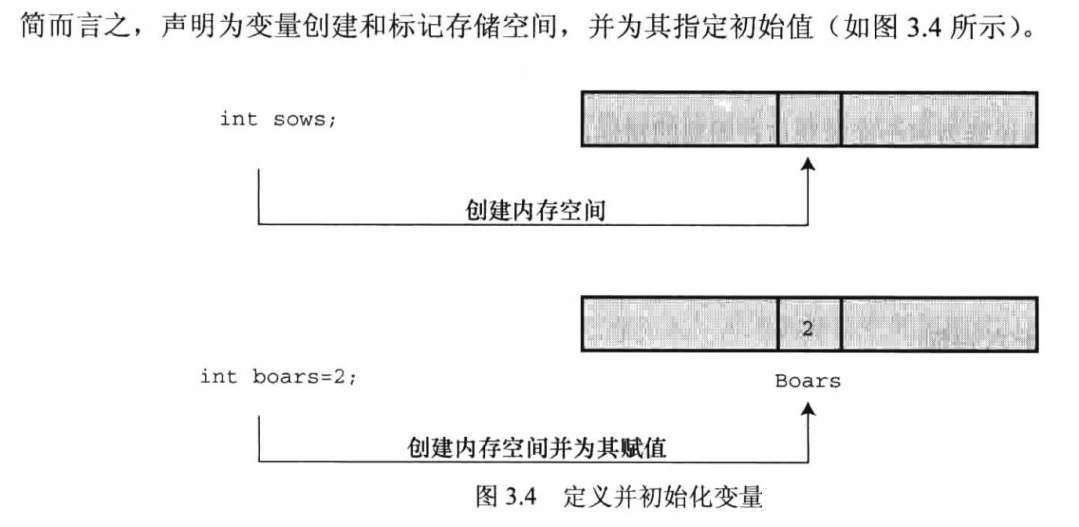 简而言之，声明为变量创建和标记存储空间，并为其指定初始值（如图 3.4 所示）。
int sows;
创建内存空间
2
int boars=2;
Boars
创建内存空间并为其赋值
图 3.4 定义并初始化变量